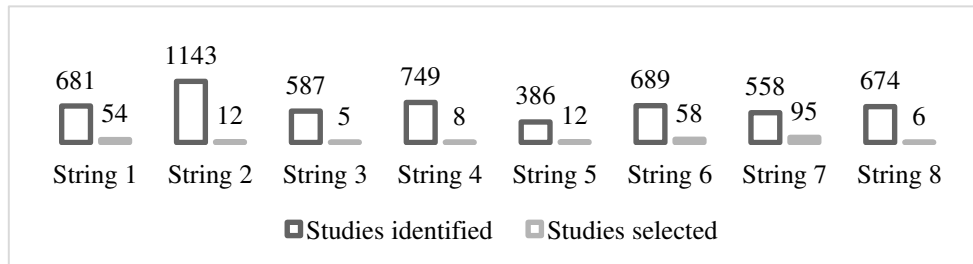 1143
681 587 749 386 689 558 674
54 12 5 8 12 58 95 6
String 1 String 2 String 3 String 4 String 5 String 6 String 7 String 8
Studies identified Studies selected